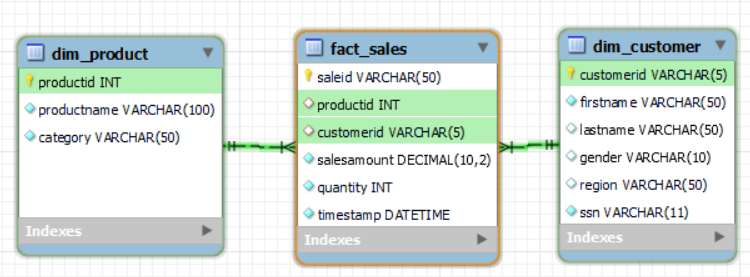 dim_product
productid INT
productname VARCHAR(100)
category VARCHAR(50)
Indexes
fact_sales
saleid VARCHAR(50)
productid INT
customerid VARCHAR(5)
salesamount DECIMAL(10,2)
quantity INT
timestamp DATETIME
Indexes
dim_customer
customerid VARCHAR(5)
firstname VARCHAR(50)
lastname VARCHAR(50)
gender VARCHAR(10)
region VARCHAR(50)
ssn VARCHAR(11)
Indexes